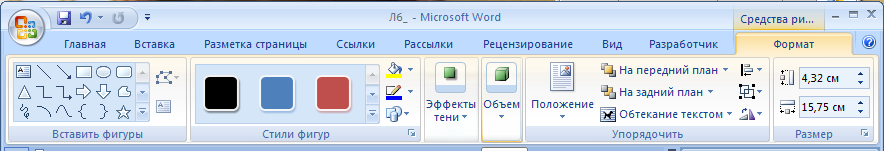 Л6_ - Microsoft Word
Средства ри...
Главная Вставка Разметка страницы Ссылки Рассылки Рецензирование Вид Разработчик Формат
На передний план
4,32 см
На задний план
Эффекты тени
Объем
Положение
Обтекание текстом
15,75 см
Вставить фигуры
Стили фигур
Упорядочить
Размер